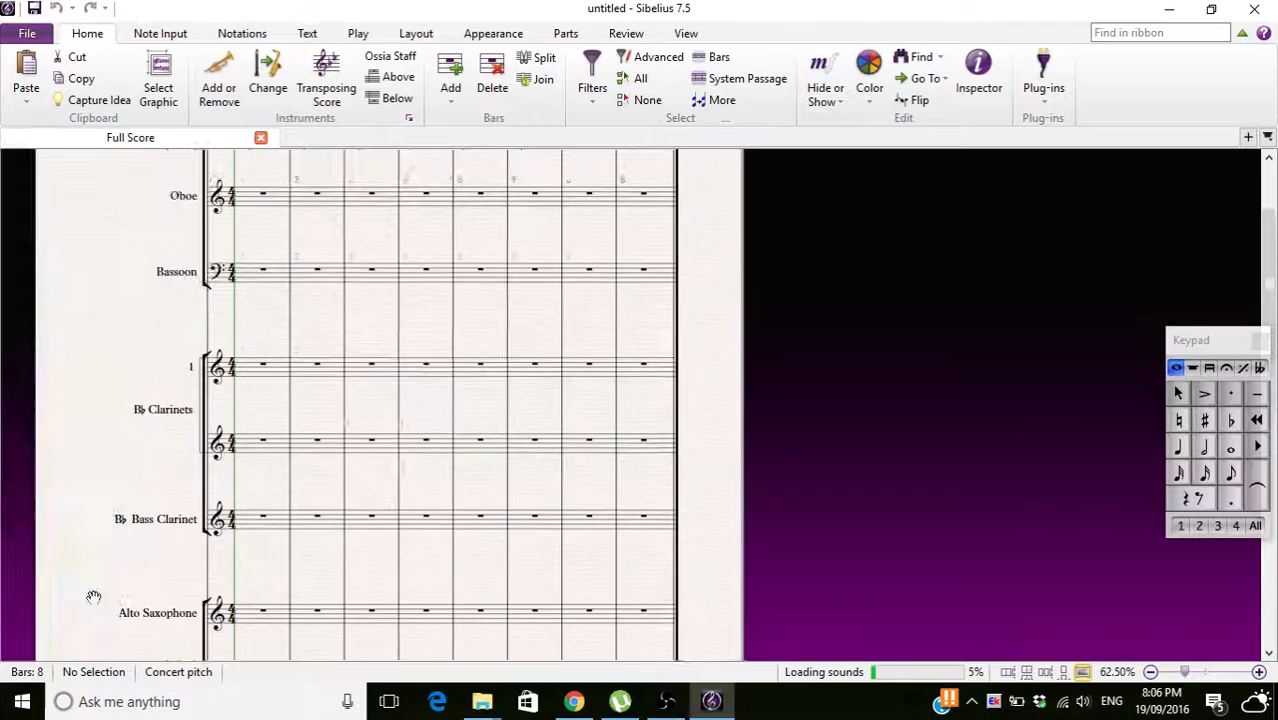 untitled - Sibelius 7.5
File Home Note Input Notations Text Play Layout Appearance Parts Review View Find in ribbon
Paste Cut Copy Capture Idea Select Graphic
Clipboard
Add or Remove Change Transposing Score Ossia Staff Above Below
Instruments
Add Delete Split Join
Bars
Filters Advanced All None Bars System Passage More
Select
Hide or Show Color Find Go To Flip Inspector
Edit
Plug-ins
Plug-ins
Full Score
Oboe
Bassoon
1
B♭ Clarinets
B♭ Bass Clarinet
Alto Saxophone
Keypad
1 2 3 4 All
Bars: 8 No Selection Concert pitch Loading sounds 5% 62.50%
Ask me anything ENG 8:06 PM
19/09/2016 5